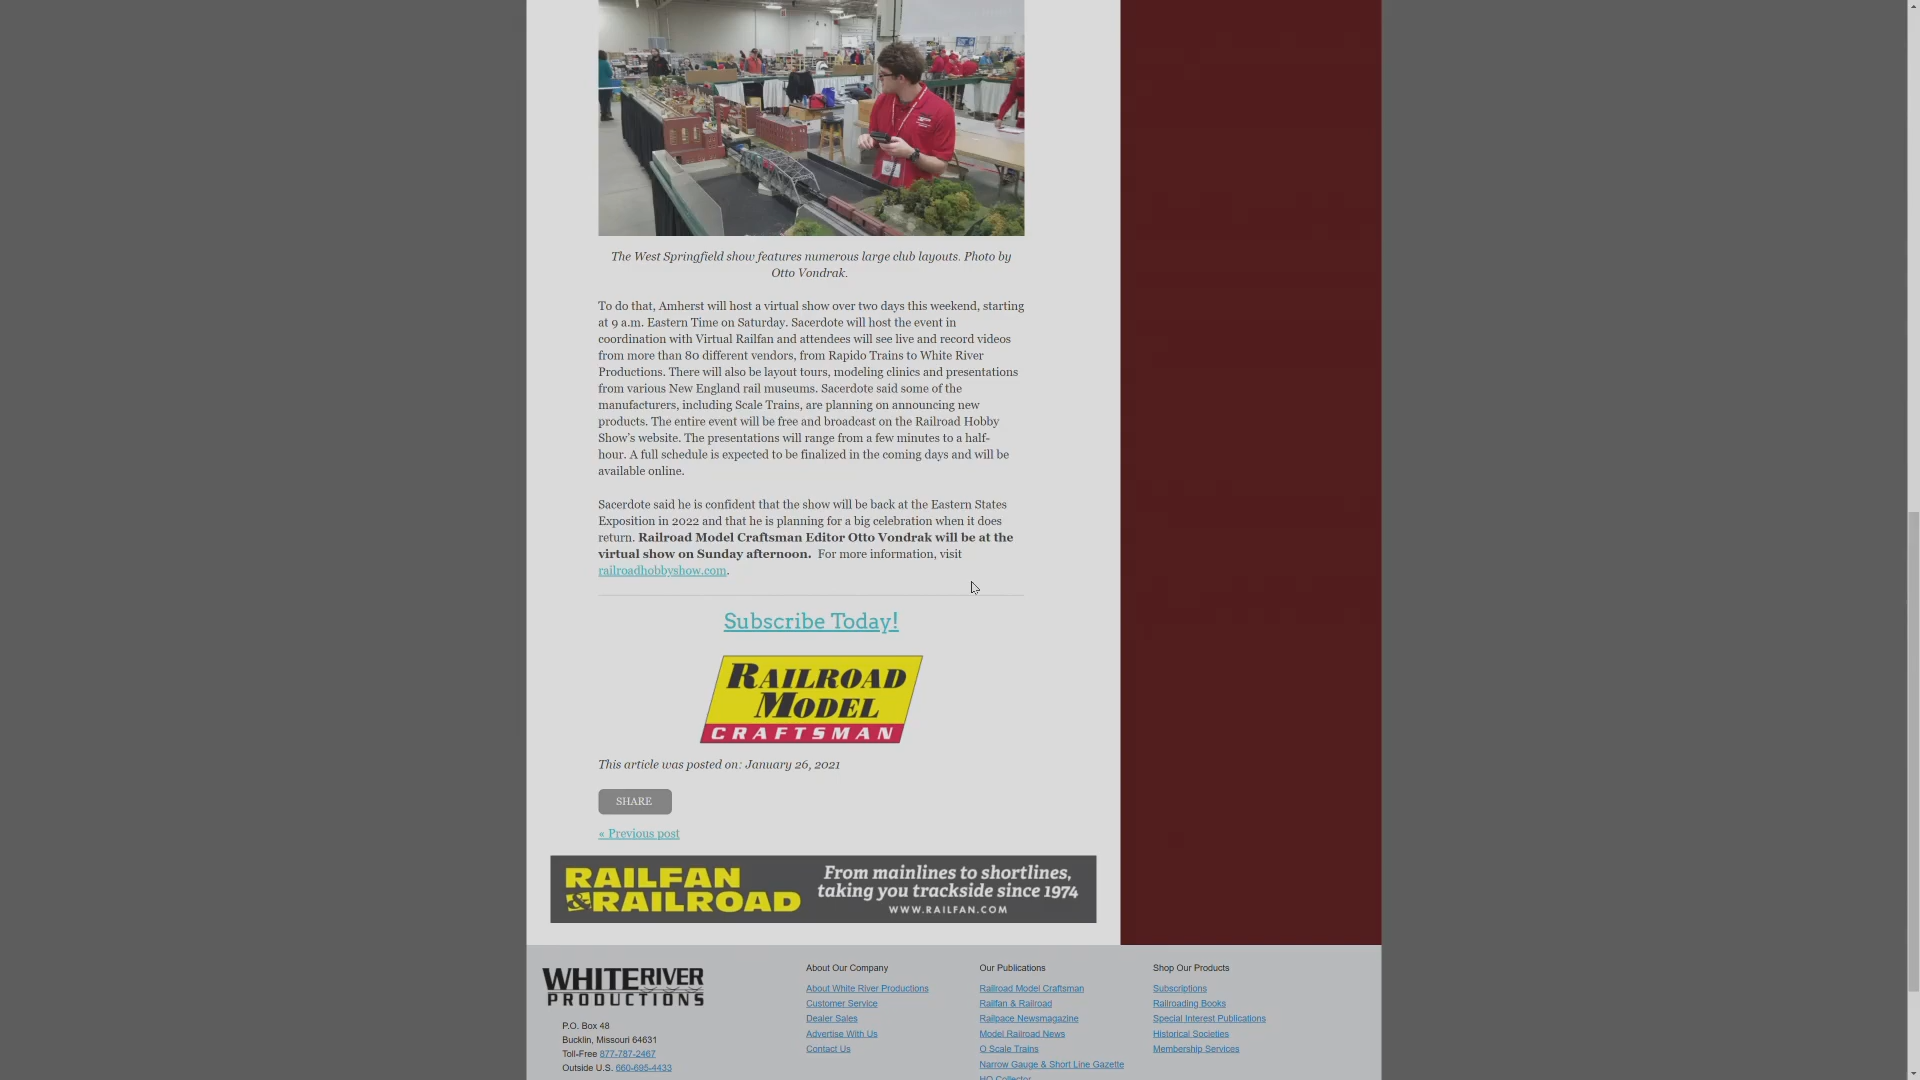 The West Springfield show features numerous large club layouts. Photo by
Otto Vondrak.
To do that, Amherst will host a virtual show over two days this weekend, starting
at 9 a.m. Eastern Time on Saturday. Sacerdote will host the event in
coordination with Virtual Railfan and attendees will see live and record videos
from more than 80 different vendors, from Rapido Trains to White River
Productions. There will also be layout tours, modeling clinics and presentations
from various New England rail museums. Sacerdote said some of the
manufacturers, including Scale Trains, are planning on announcing new
products. The entire event will be free and broadcast on the Railroad Hobby
Show’s website. The presentations will range from a few minutes to a half-
hour. A full schedule is expected to be finalized in the coming days and will be
available online.
Sacerdote said he is confident that the show will be back at the Eastern States
Exposition in 2022 and that he is planning for a big celebration when it does
return. Railroad Model Craftsman Editor Otto Vondrak will be at the
virtual show on Sunday afternoon. For more information, visit
railroadhobbyshow.com.
Subscribe Today!
RAILROAD
MODEL
CRAFTSMAN
This article was posted on: January 26, 2021
SHARE
« Previous post
RAILFAN
&RAILROAD
From mainlines to shortlines,
taking you trackside since 1974
WWW.RAILFAN.COM
WHITERIVER
PRODUCTIONS
P.O. Box 48
Bucklin, Missouri 64631
Toll-Free 877-787-2467
Outside U.S. 660-695-4433
About Our Company
About White River Productions
Customer Service
Dealer Sales
Advertise With Us
Contact Us
Our Publications
Railroad Model Craftsman
Railfan & Railroad
Railpace Newsmagazine
Model Railroad News
O Scale Trains
Narrow Gauge & Short Line Gazette
HO Collector
Shop Our Products
Subscriptions
Railroading Books
Special Interest Publications
Historical Societies
Membership Services